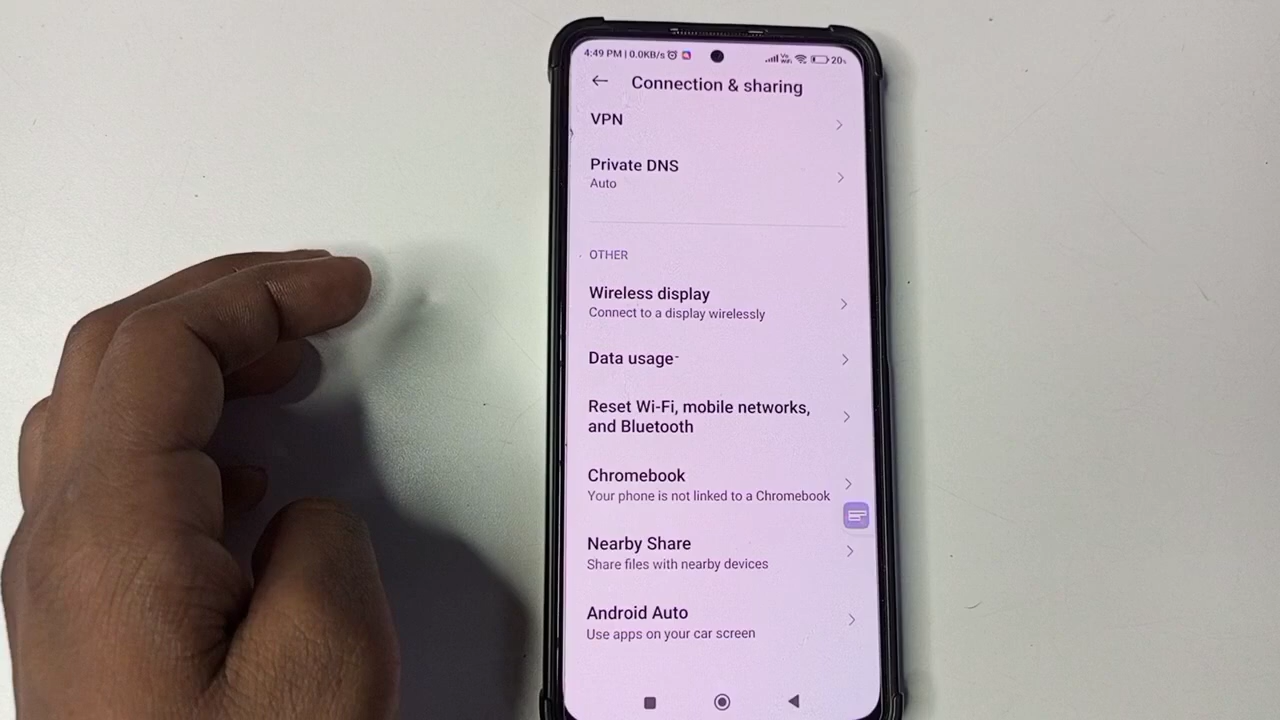 4:49 PM | 0.0KB/s
Vo
WiFi
20%
Connection & sharing
VPN
Private DNS
Auto
OTHER
Wireless display
Connect to a display wirelessly
Data usage
Reset Wi-Fi, mobile networks,
and Bluetooth
Chromebook
Your phone is not linked to a Chromebook
Nearby Share
Share files with nearby devices
Android Auto
Use apps on your car screen